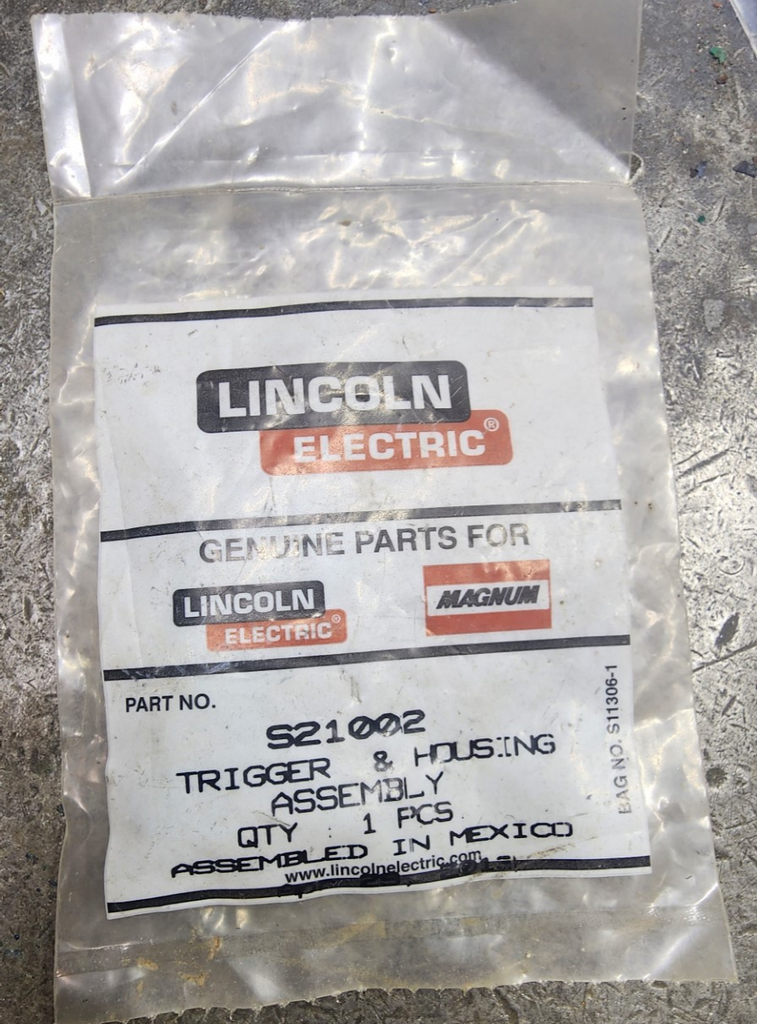 LINCOLN
ELECTRIC®
GENUINE PARTS FOR
LINCOLN
ELECTRIC®
MAGNUM
PART NO.
S21002
TRIGGER & HOUSING
ASSEMBLY
QTY : 1 PCS
ASSEMBLED IN MEXICO
www.lincolnelectric.com
BAG NO. S11306-1